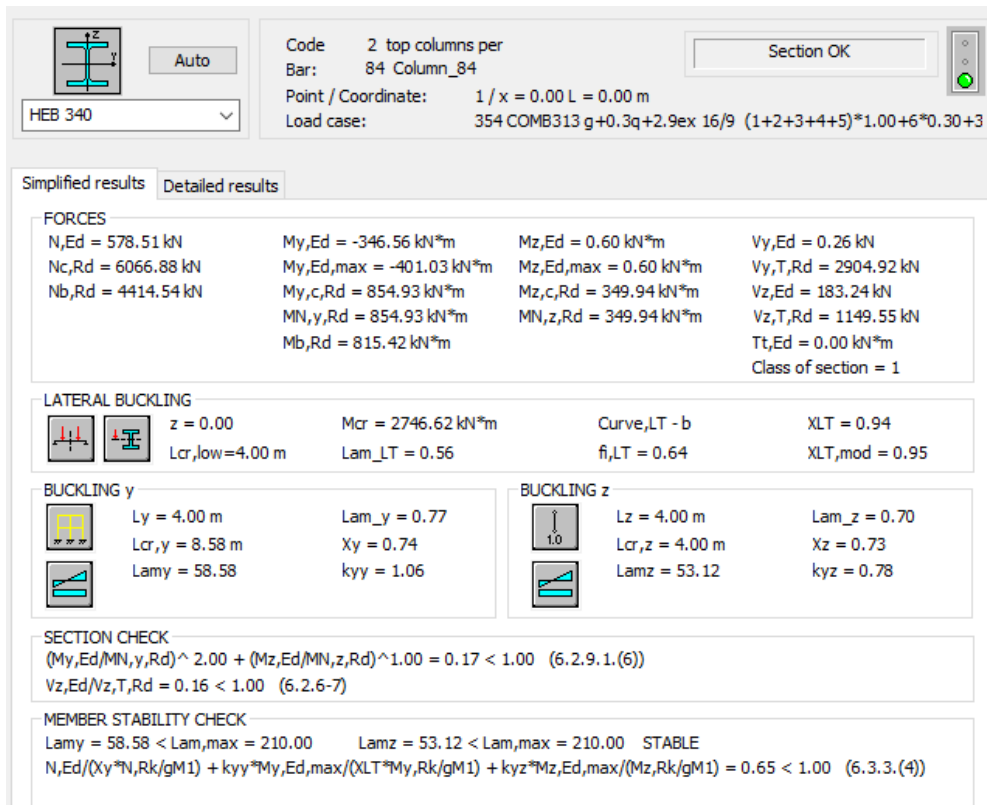 z
y
Auto
HEB 340
Code 2 top columns per
Bar: 84 Column_84
Point / Coordinate: 1 / x = 0.00 L = 0.00 m
Load case: 354 COMB313 g+0.3q+2.9ex 16/9 (1+2+3+4+5)*1.00+6*0.30+3
Section OK
Simplified results Detailed results
FORCES
N,Ed = 578.51 kN My,Ed = -346.56 kN*m Mz,Ed = 0.60 kN*m Vy,Ed = 0.26 kN
Nc,Rd = 6066.88 kN My,Ed,max = -401.03 kN*m Mz,Ed,max = 0.60 kN*m Vy,T,Rd = 2904.92 kN
Nb,Rd = 4414.54 kN My,c,Rd = 854.93 kN*m Mz,c,Rd = 349.94 kN*m Vz,Ed = 183.24 kN
MN,y,Rd = 854.93 kN*m MN,z,Rd = 349.94 kN*m Vz,T,Rd = 1149.55 kN
Mb,Rd = 815.42 kN*m Tt,Ed = 0.00 kN*m
Class of section = 1
LATERAL BUCKLING
z = 0.00 Mcr = 2746.62 kN*m Curve,LT - b XLT = 0.94
Lcr,low=4.00 m Lam_LT = 0.56 fi,LT = 0.64 XLT,mod = 0.95
BUCKLING y
Ly = 4.00 m Lam_y = 0.77
Lcr,y = 8.58 m Xy = 0.74
Lamy = 58.58 kyy = 1.06
BUCKLING z
1.0
Lz = 4.00 m Lam_z = 0.70
Lcr,z = 4.00 m Xz = 0.73
Lamz = 53.12 kyz = 0.78
SECTION CHECK
(My,Ed/MN,y,Rd)^ 2.00 + (Mz,Ed/MN,z,Rd)^1.00 = 0.17 < 1.00 (6.2.9.1.(6))
Vz,Ed/Vz,T,Rd = 0.16 < 1.00 (6.2.6-7)
MEMBER STABILITY CHECK
Lamy = 58.58 < Lam,max = 210.00 Lamz = 53.12 < Lam,max = 210.00 STABLE
N,Ed/(Xy*N,Rk/gM1) + kyy*My,Ed,max/(XLT*My,Rk/gM1) + kyz*Mz,Ed,max/(Mz,Rk/gM1) = 0.65 < 1.00 (6.3.3.(4))